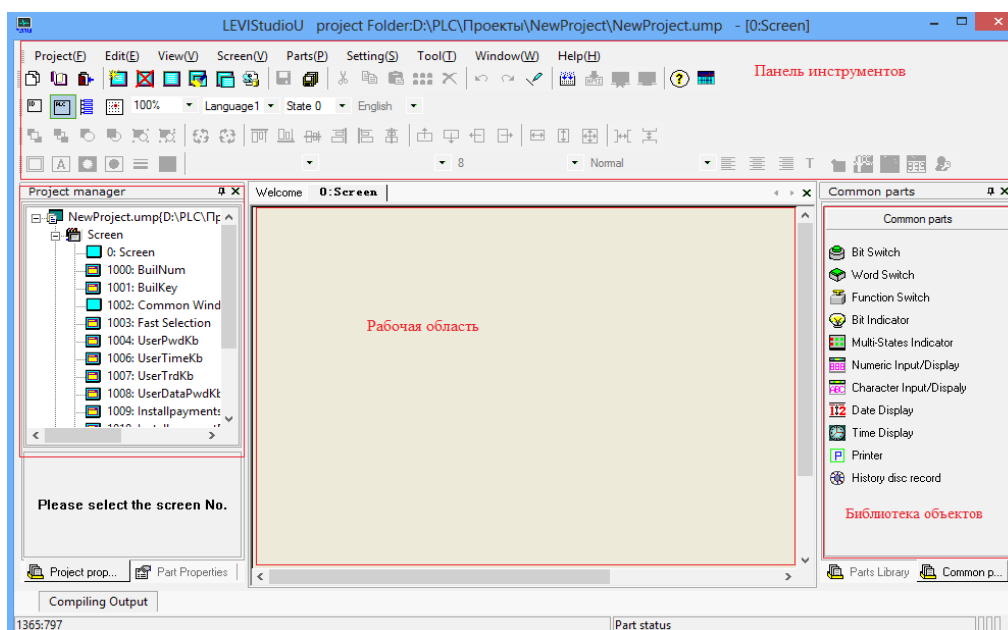 LEVIStudioU project Folder:D:\PLC\Проекты\NewProject\NewProject.ump - [0:Screen]
Project(F) Edit(E) View(V) Screen(V) Parts(P) Setting(S) Tool(T) Window(W) Help(H)
Панель инструментов
100% Language1 State 0 English
8 Normal
Project manager
Welcome 0:Screen
Common parts
NewProject.ump{D:\PLC\Пр
Screen
0: Screen
1000: BuilNum
1001: BuilKey
1002: Common Wind
1003: Fast Selection
1004: UserPwdKb
1006: UserTimeKb
1007: UserTrdKb
1008: UserDataPwdKb
1009: Installpayments
Рабочая область
Common parts
Bit Switch
Word Switch
Function Switch
Bit Indicator
Multi-States Indicator
Numeric Input/Display
Character Input/Dispaly
Date Display
Time Display
Printer
History disc record
Библиотека объектов
Please select the screen No.
Project prop... Part Properties
Parts Library Common p...
Compiling Output
1365:797 Part status